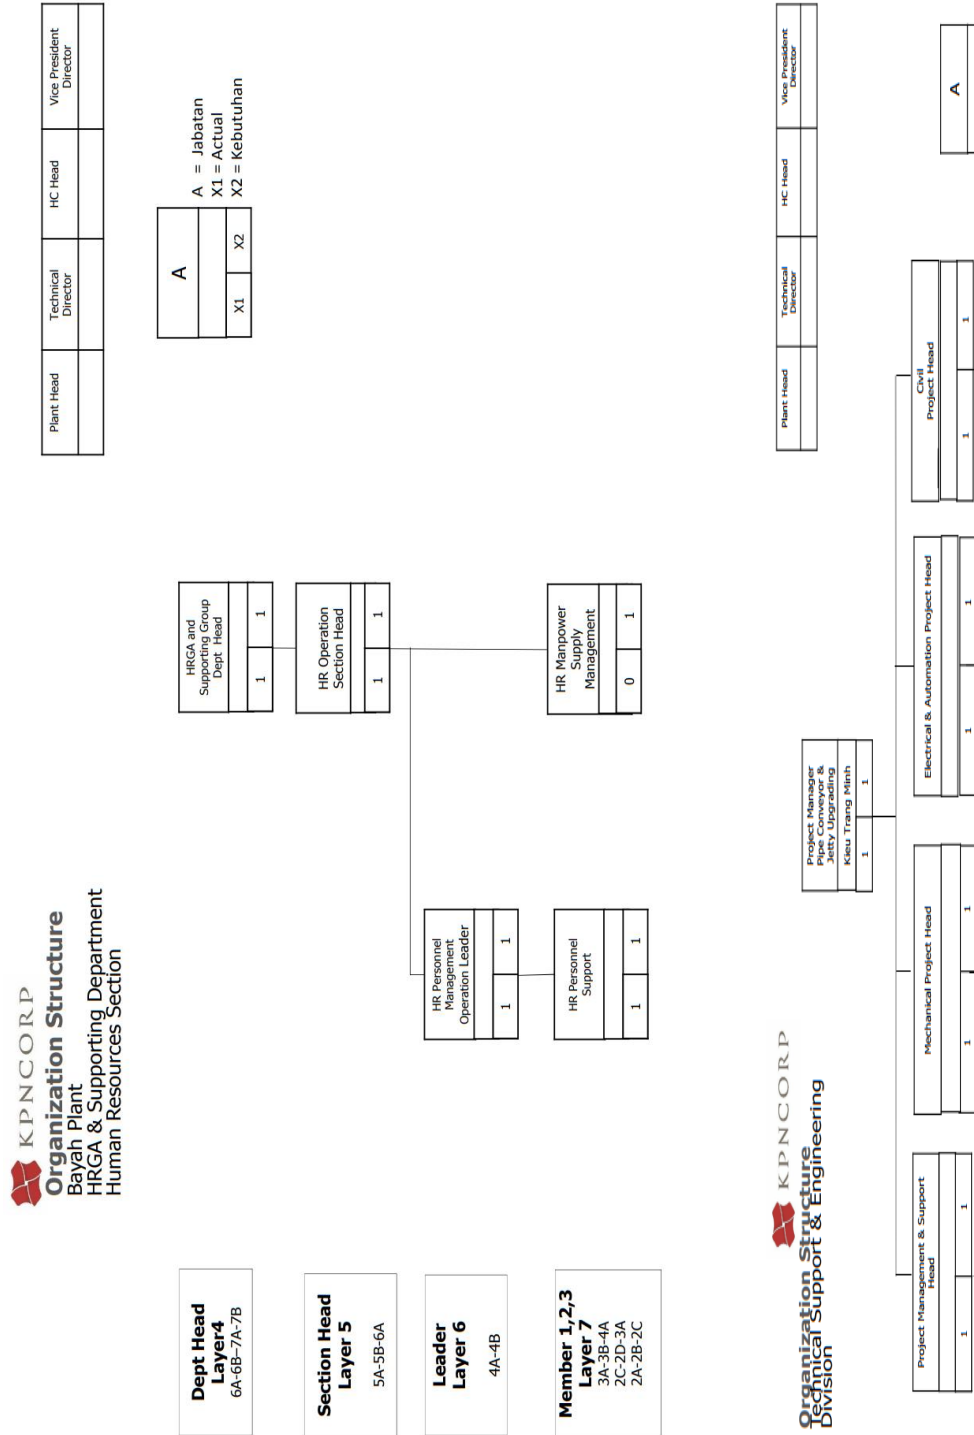 KPNCORP
Organization Structure
Bayah Plant
HRGA & Supporting Department
Human Resources Section
Plant Head
Technical
Director
HC Head
Vice President
Director
A
X1
X2
A = Jabatan
X1 = Actual
X2 = Kebutuhan
Dept Head
Layer4
6A-6B–7A-7B
HRGA and
Supporting Group
Dept Head
1
1
Section Head
Layer 5
5A-5B-6A
HR Operation
Section Head
1
1
Leader
Layer 6
4A-4B
HR Personnel
Management
Operation Leader
1
1
Member 1,2,3
Layer 7
3A-3B-4A
2C-2D-3A
2A-2B-2C
HR Personnel
Support
1
1
HR Manpower
Supply
Management
0
1
KPNCORP
Organization Structure
Technical Support & Engineering
Division
Plant Head
Technical
Director
HC Head
Vice President
Director
Project Manager
Pipe Conveyor &
Jetty Upgrading
Kieu Trang Minh
1
1
Project Management & Support
Head
1
1
Mechanical Project Head
1
1
Electrical & Automation Project Head
1
1
Civil
Project Head
1
1
A